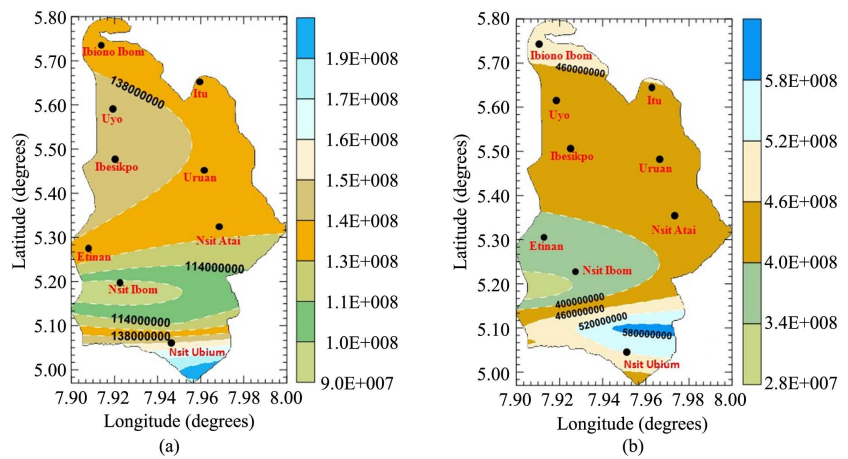 (a)
5.80
5.70
5.60
5.50
5.40
5.30
5.20
5.10
5.00
Latitude (degrees)
Ibiono Ibom
138000000
Itu
Uyo
Ibesikpo
Uruan
Nsit Atai
Etinan
114000000
Nsit Ibom
114000000
138000000
Nsit Ubium
7.90 7.92 7.94 7.96 7.98 8.00
Longitude (degrees)
1.9E+008
1.7E+008
1.6E+008
1.5E+008
1.4E+008
1.3E+008
1.1E+008
1.0E+008
9.0E+007
(a)
(b)
5.80
5.70
5.60
5.50
5.40
5.30
5.20
5.10
5.00
Latitude (degrees)
Ibiono Ibom
460000000
Itu
Uyo
Ibesikpo
Uruan
Nsit Atai
Etinan
Nsit Ibom
400000000
460000000
520000000
580000000
Nsit Ubium
7.90 7.92 7.94 7.96 7.98 8.00
Longitude (degrees)
5.8E+008
5.2E+008
4.6E+008
4.0E+008
3.4E+008
2.8E+007
(b)